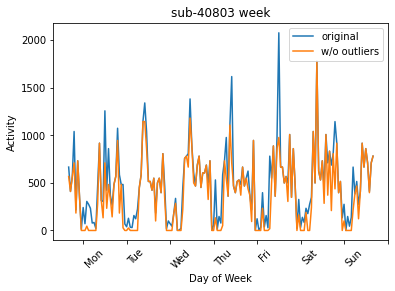 sub-40803 week
original
w/o outliers
2000
1500
1000
500
0
Activity
Mon
Tue
Wed
Thu
Fri
Sat
Sun
Day of Week